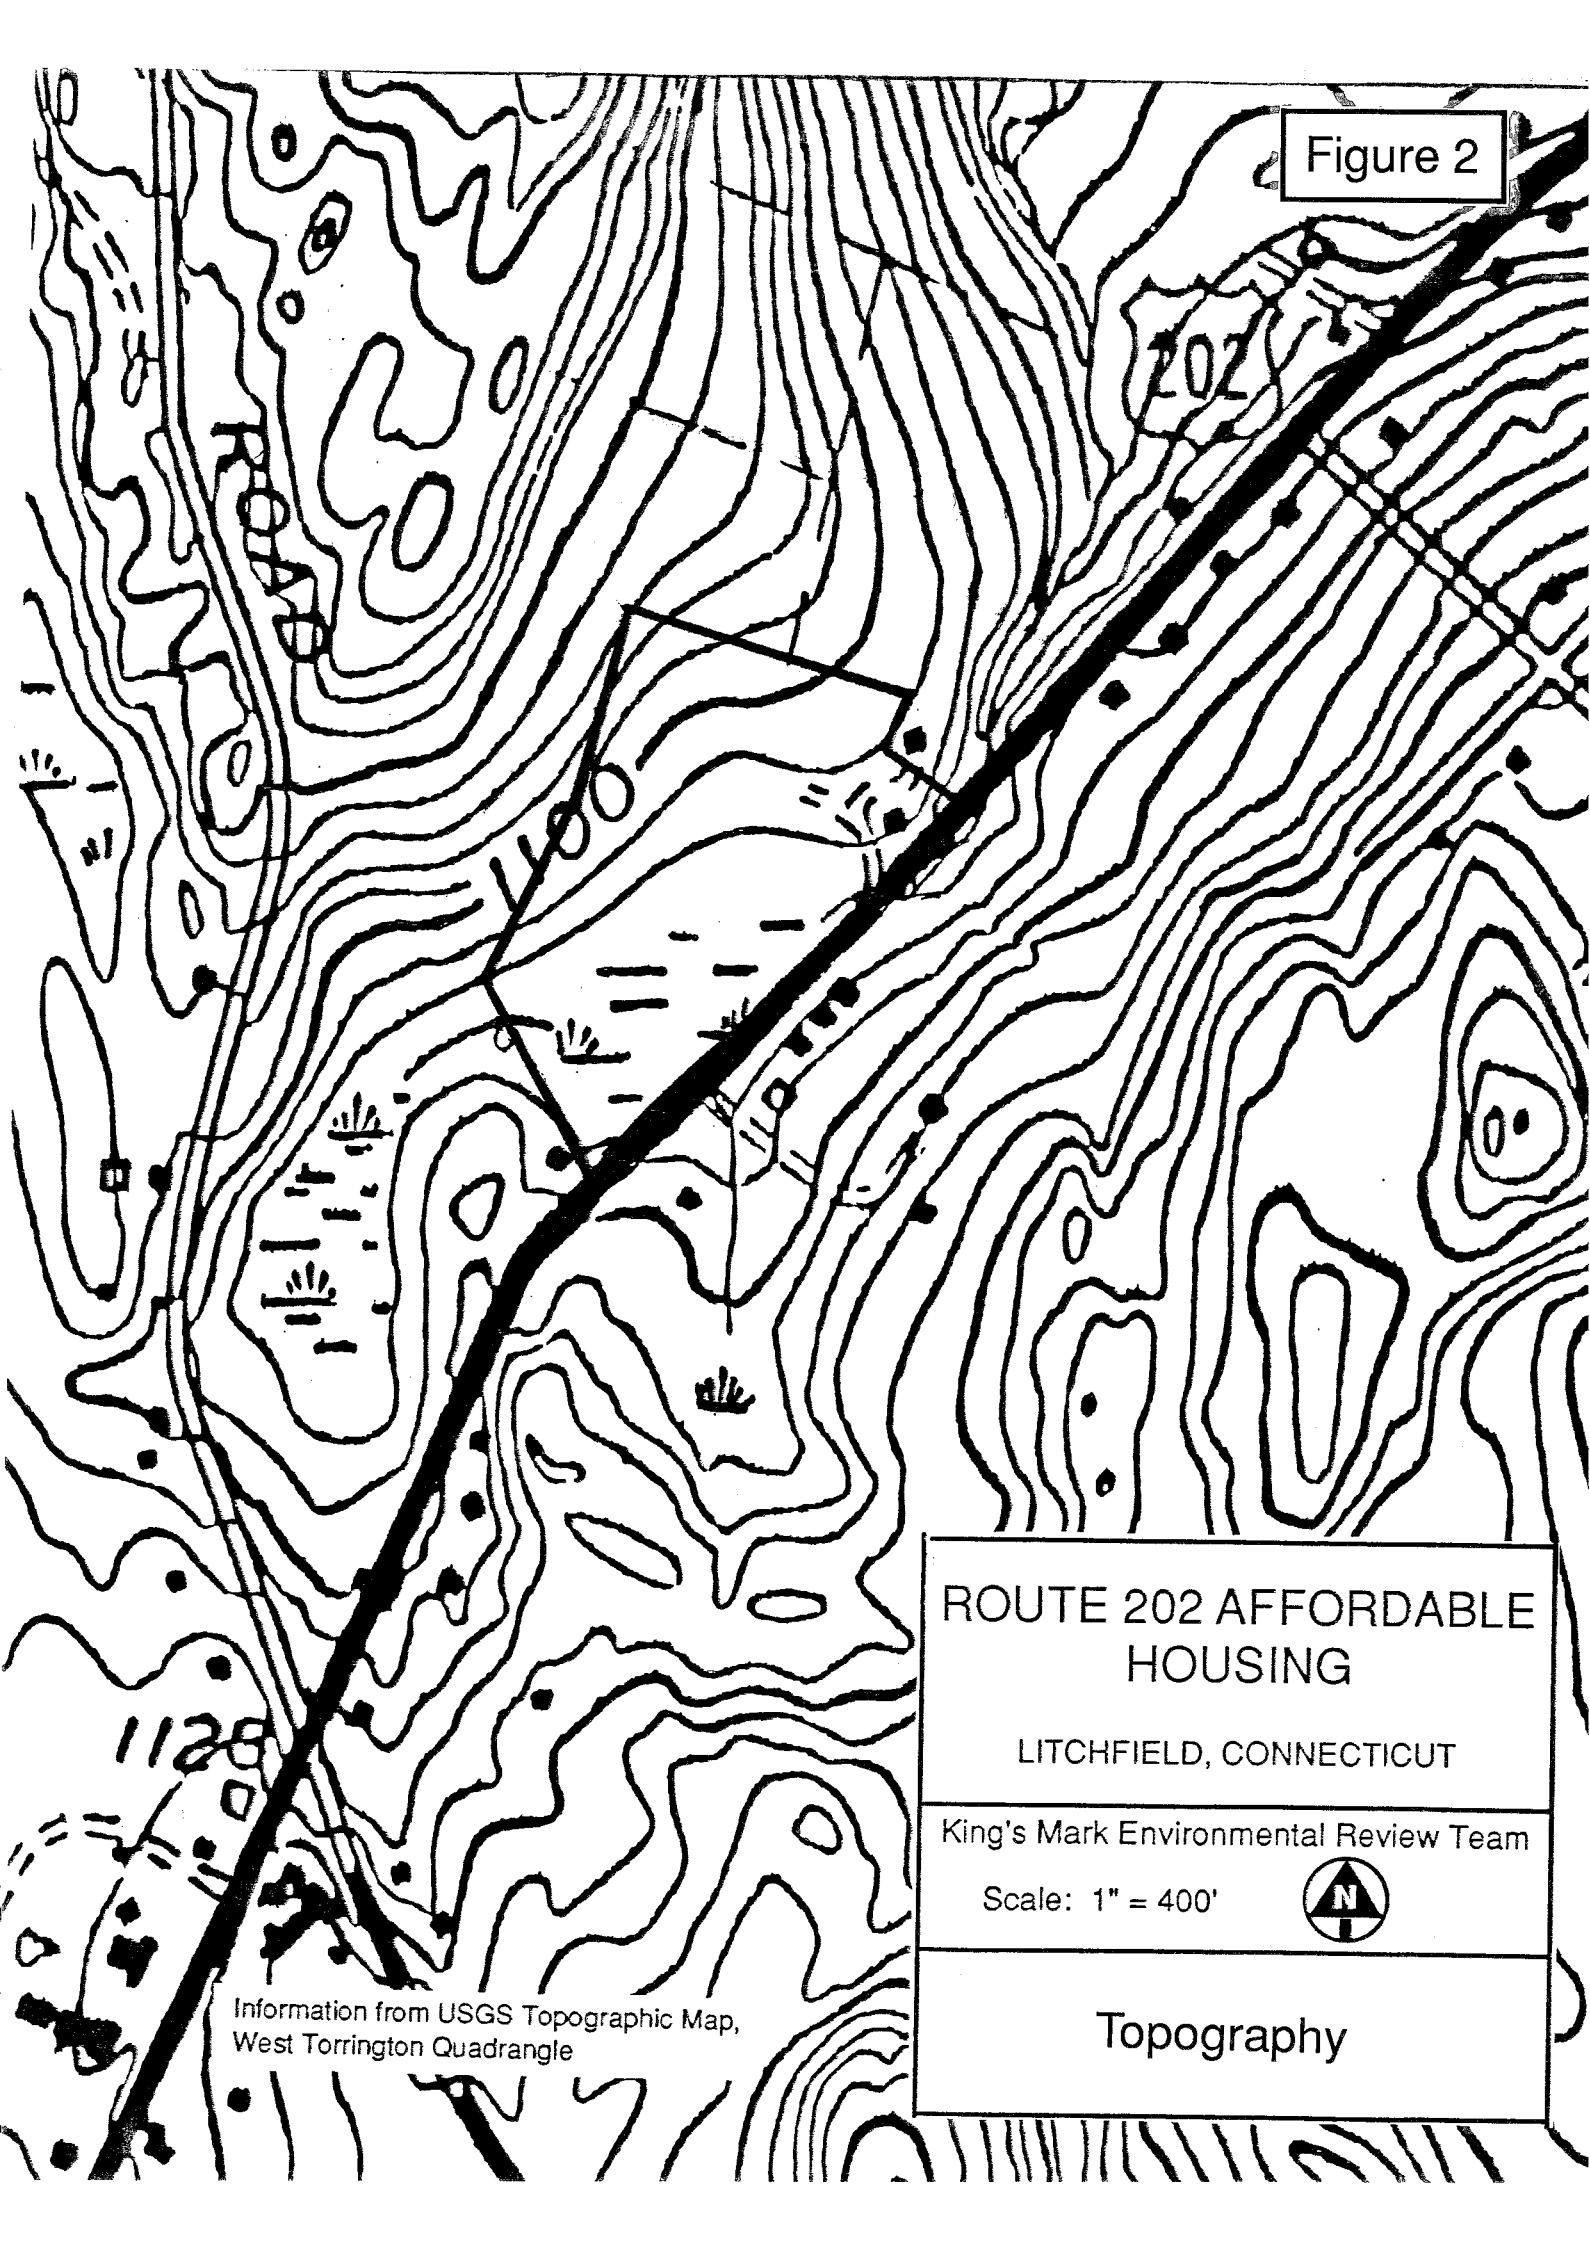 Figure 2
202
ROAD
1100
112
ROUTE 202 AFFORDABLE
HOUSING
LITCHFIELD, CONNECTICUT
King's Mark Environmental Review Team
Scale: 1" = 400'
N
Topography
Information from USGS Topographic Map,
West Torrington Quadrangle